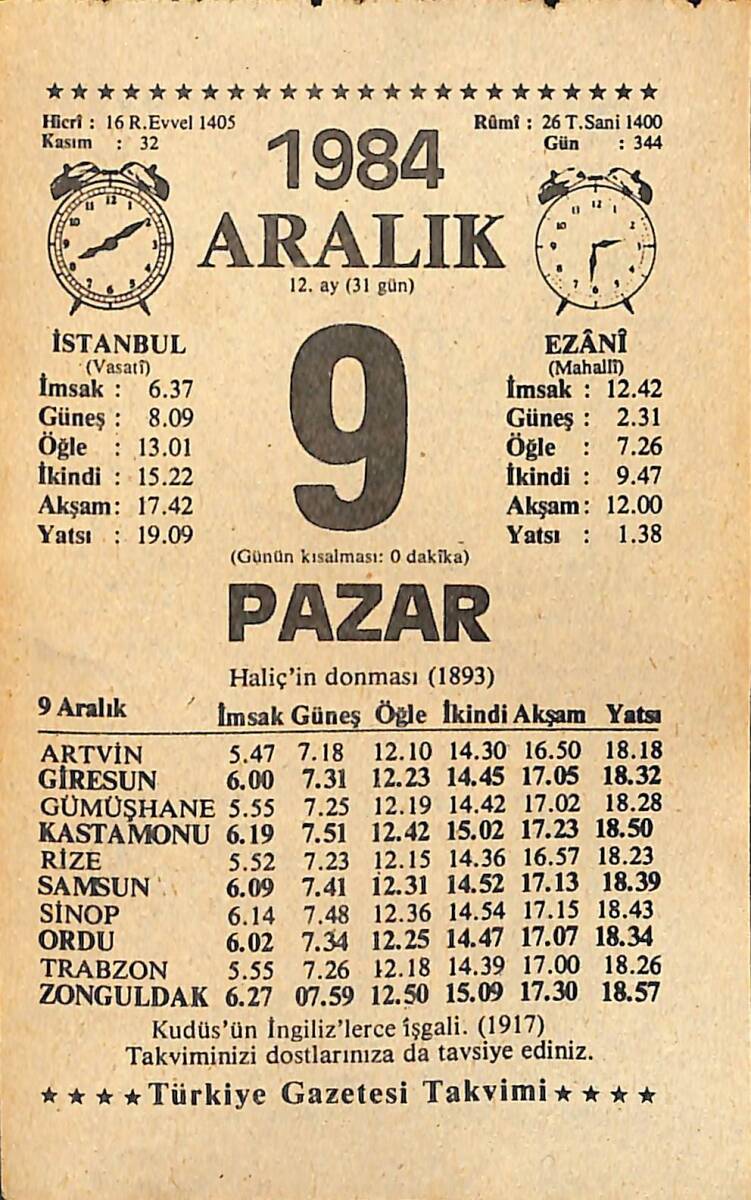 Hicrî : 16 R.Evvel 1405
Kasım : 32
Rûmî : 26 T.Sani 1400
Gün : 344
1984
ARALIK
12. ay (31 gün)
İSTANBUL
(Vasatî)
İmsak : 6.37
Güneş : 8.09
Öğle : 13.01
İkindi : 15.22
Akşam: 17.42
Yatsı : 19.09
9
EZÂNÎ
(Mahallî)
İmsak : 12.42
Güneş : 2.31
Öğle : 7.26
İkindi : 9.47
Akşam: 12.00
Yatsı : 1.38
(Günün kısalması: 0 dakîka)
PAZAR
Haliç'in donması (1893)
9 Aralık İmsak Güneş Öğle İkindi Akşam Yatsı
ARTVİN 5.47 7.18 12.10 14.30 16.50 18.18
GİRESUN 6.00 7.31 12.23 14.45 17.05 18.32
GÜMÜŞHANE 5.55 7.25 12.19 14.42 17.02 18.28
KASTAMONU 6.19 7.51 12.42 15.02 17.23 18.50
RİZE 5.52 7.23 12.15 14.36 16.57 18.23
SAMSUN 6.09 7.41 12.31 14.52 17.13 18.39
SİNOP 6.14 7.48 12.36 14.54 17.15 18.43
ORDU 6.02 7.34 12.25 14.47 17.07 18.34
TRABZON 5.55 7.26 12.18 14.39 17.00 18.26
ZONGULDAK 6.27 07.59 12.50 15.09 17.30 18.57
Kudüs'ün İngiliz'lerce îşgali. (1917)
Takviminizi dostlarınıza da tavsiye ediniz.
★★★★Türkiye Gazetesi Takvimi★★★★